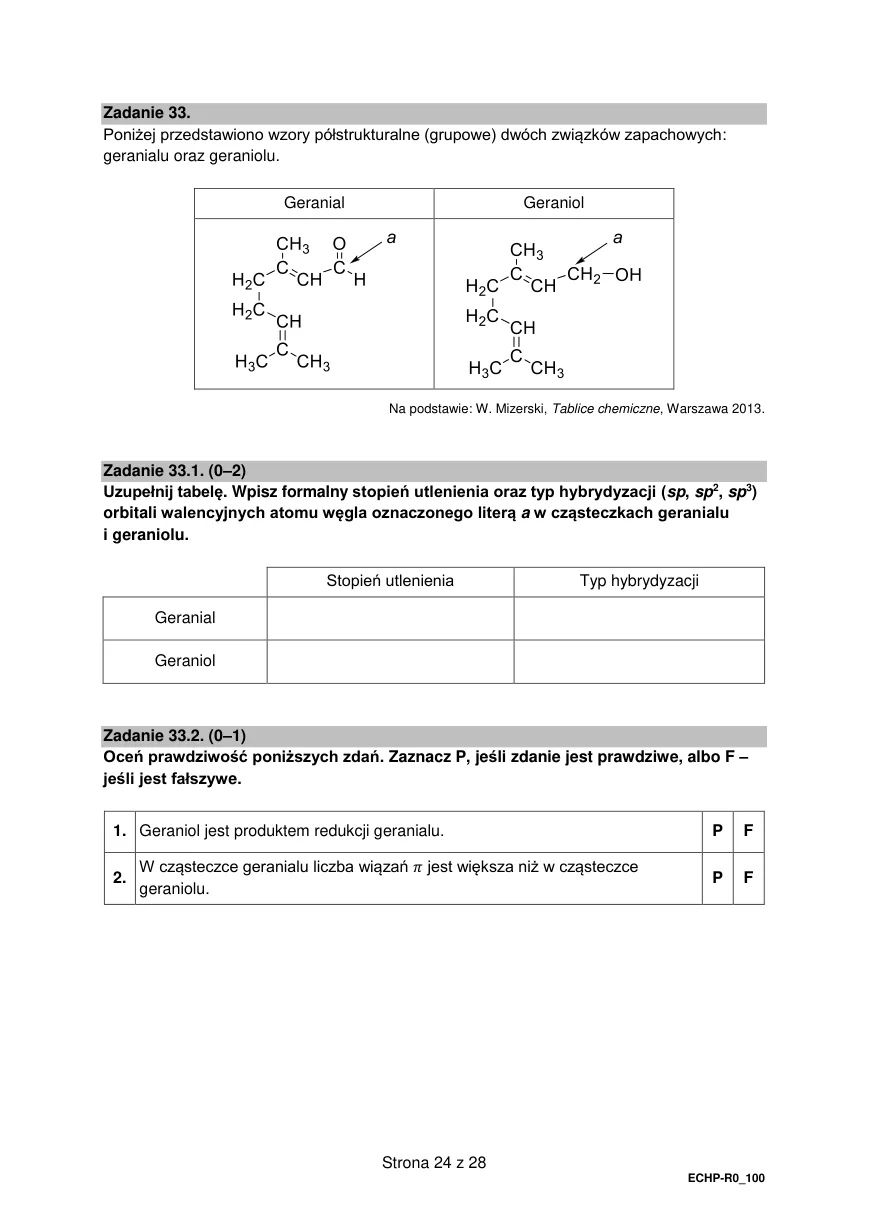 Zadanie 33.
Poniżej przedstawiono wzory półstrukturalne (grupowe) dwóch związków zapachowych:
geranialu oraz geraniolu.
Geranial Geraniol
CH3 O a
C CH C H
H2C
H2C
CH
C
H3C CH3
CH3 a
C CH CH2 OH
H2C
H2C
CH
C
H3C CH3
Na podstawie: W. Mizerski, Tablice chemiczne, Warszawa 2013.
Zadanie 33.1. (0–2)
Uzupełnij tabelę. Wpisz formalny stopień utlenienia oraz typ hybrydyzacji (sp, sp2, sp3)
orbitali walencyjnych atomu węgla oznaczonego literą a w cząsteczkach geranialu
i geraniolu.
Stopień utlenienia Typ hybrydyzacji
Geranial
Geraniol
Zadanie 33.2. (0–1)
Oceń prawdziwość poniższych zdań. Zaznacz P, jeśli zdanie jest prawdziwe, albo F –
jeśli jest fałszywe.
1. Geraniol jest produktem redukcji geranialu. P F
2. W cząsteczce geranialu liczba wiązań π jest większa niż w cząsteczce
geraniolu. P F
Strona 24 z 28
ECHP-R0_100